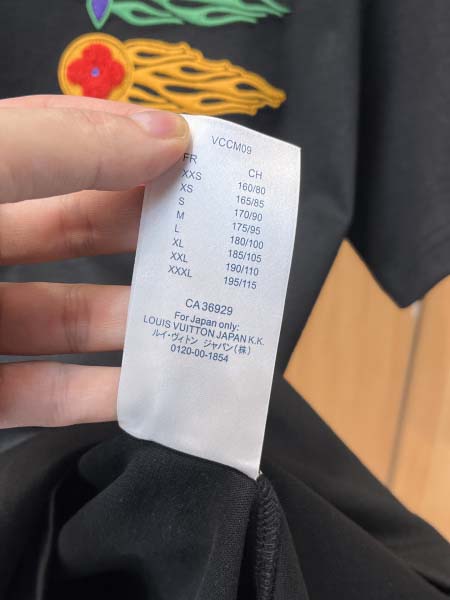 VCCM09
FR CH
XXS 160/80
XS 165/85
S 170/90
M 175/95
L 180/100
XL 185/105
XXL 190/110
XXXL 195/115
CA 36929
For Japan only:
LOUIS VUITTON JAPAN K.K.
ルイ・ヴィトン ジャパン(株)
0120-00-1854